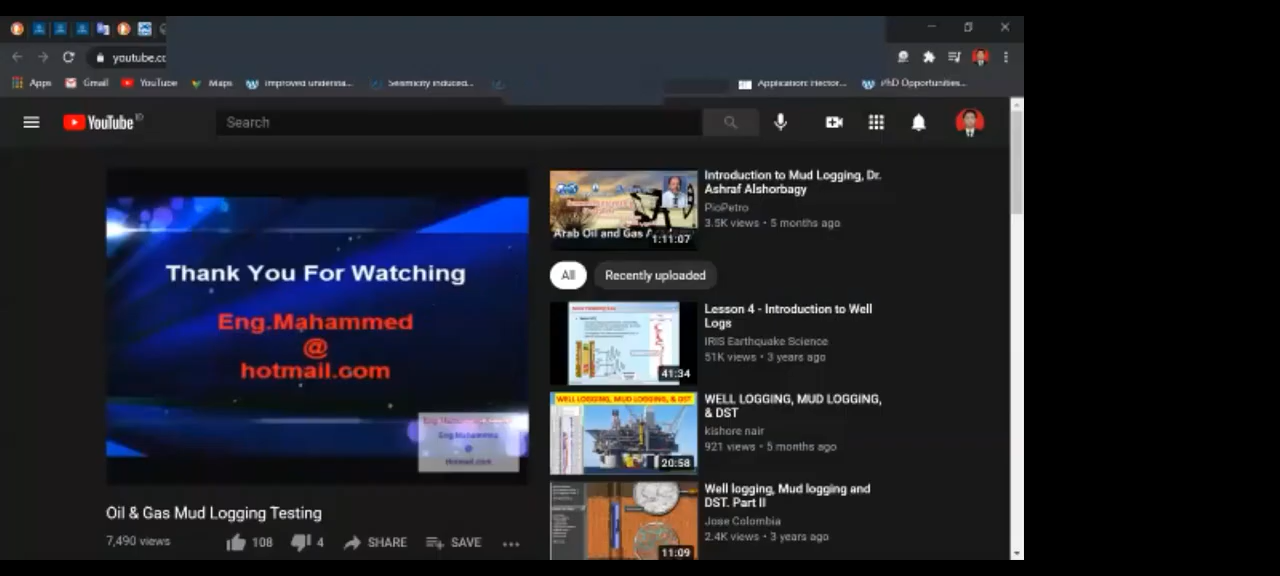 youtube.cc
Apps
Gmail
YouTube
Maps
Improved understa...
Seismicity induced...
Application: Hector...
PhD Opportunities...
YouTube
Search
Thank You For Watching
Eng.Mahammed
@
hotmail.com
Eng.Mahammed
@
Hotmail.com
Oil & Gas Mud Logging Testing
7,490 views
108
4
SHARE
SAVE
Arab Oil and Gas A
1:11:07
Introduction to Mud Logging, Dr.
Ashraf Alshorbagy
PioPetro
3.5K views • 5 months ago
All
Recently uploaded
41:34
Lesson 4 - Introduction to Well
Logs
IRIS Earthquake Science
51K views • 3 years ago
WELL LOGGING, MUD LOGGING, & DST
20:58
WELL LOGGING, MUD LOGGING,
& DST
kishore nair
921 views • 5 months ago
11:09
Well logging, Mud logging and
DST. Part II
Jose Colombia
2.4K views • 3 years ago